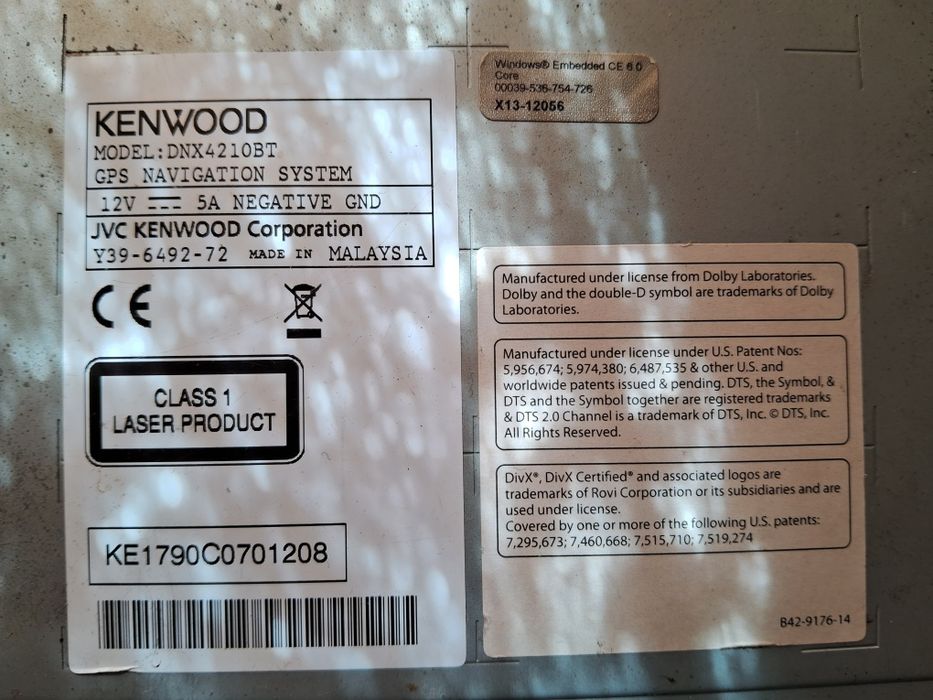 KENWOOD
MODEL:DNX4210BT
GPS NAVIGATION SYSTEM
12V 5A NEGATIVE GND
JVC KENWOOD Corporation
Y39-6492-72 MADE IN MALAYSIA
CE
CLASS 1
LASER PRODUCT
KE1790C0701208
Windows® Embedded CE 6.0
Core
00039-536-754-726
X13-12056
Manufactured under license from Dolby Laboratories.
Dolby and the double-D symbol are trademarks of Dolby
Laboratories.
Manufactured under license under U.S. Patent Nos:
5,956,674; 5,974,380; 6,487,535 & other U.S. and
worldwide patents issued & pending. DTS, the Symbol, &
DTS and the Symbol together are registered trademarks
& DTS 2.0 Channel is a trademark of DTS, Inc. © DTS, Inc.
All Rights Reserved.
DivX®, DivX Certified® and associated logos are
trademarks of Rovi Corporation or its subsidiaries and are
used under license.
Covered by one or more of the following U.S. patents:
7,295,673; 7,460,668; 7,515,710; 7,519,274
B42-9176-14